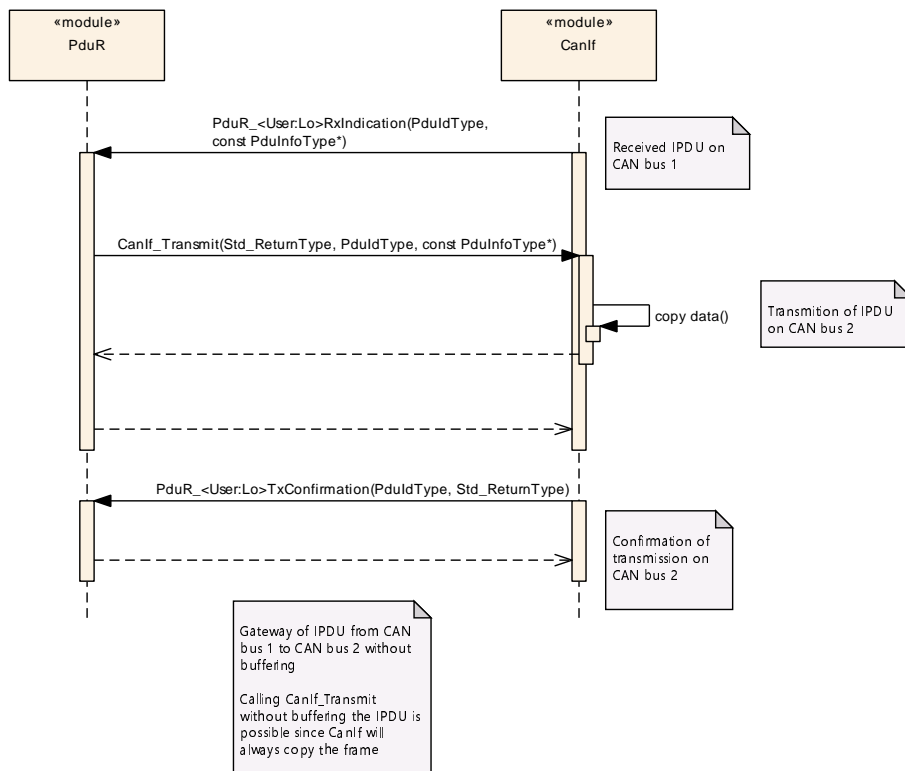 «module»
PduR
«module»
CanIf
PduR_<User:Lo>RxIndication(PduIdType,
const PduInfoType*)
Received IPDU on
CAN bus 1
CanIf_Transmit(Std_ReturnType, PduIdType, const PduInfoType*)
copy data()
Transmition of IPDU
on CAN bus 2
PduR_<User:Lo>TxConfirmation(PduIdType, Std_ReturnType)
Confirmation of
transmission on
CAN bus 2
Gateway of IPDU from CAN
bus 1 to CAN bus 2 without
buffering
Calling CanIf_Transmit
without buffering the IPDU is
possible since CanIf will
always copy the frame